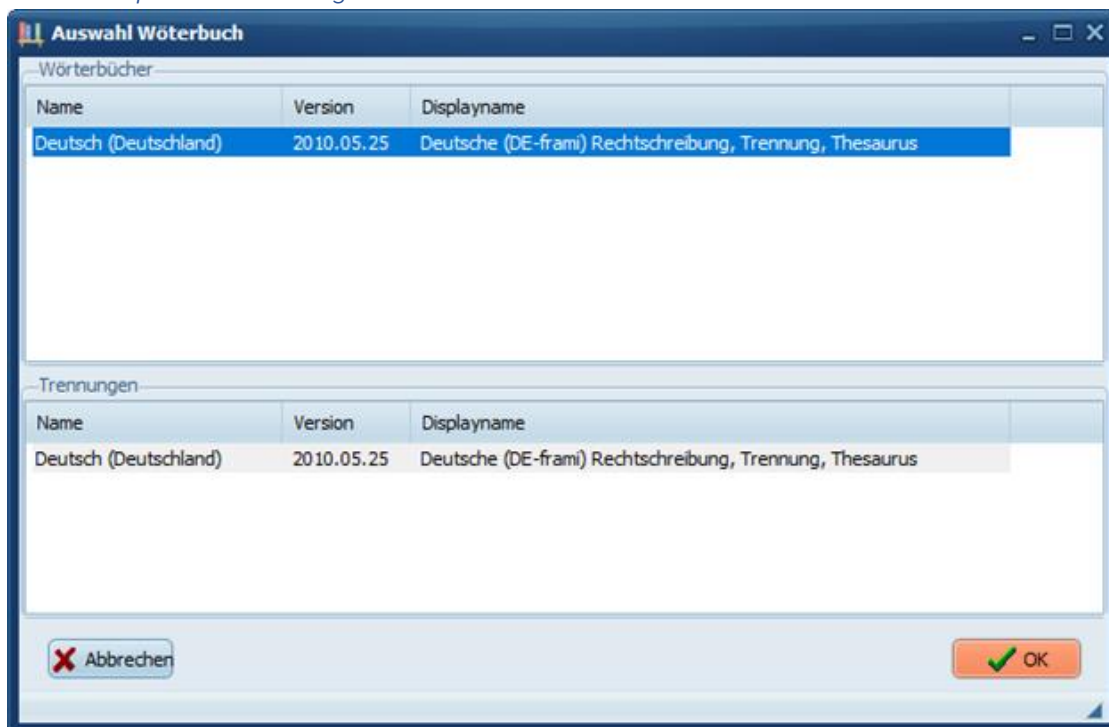 Auswahl Wöterbuch
Wörterbücher
Name Version Displayname
Deutsch (Deutschland) 2010.05.25 Deutsche (DE-frami) Rechtschreibung, Trennung, Thesaurus
Trennungen
Name Version Displayname
Deutsch (Deutschland) 2010.05.25 Deutsche (DE-frami) Rechtschreibung, Trennung, Thesaurus
Abbrechen OK